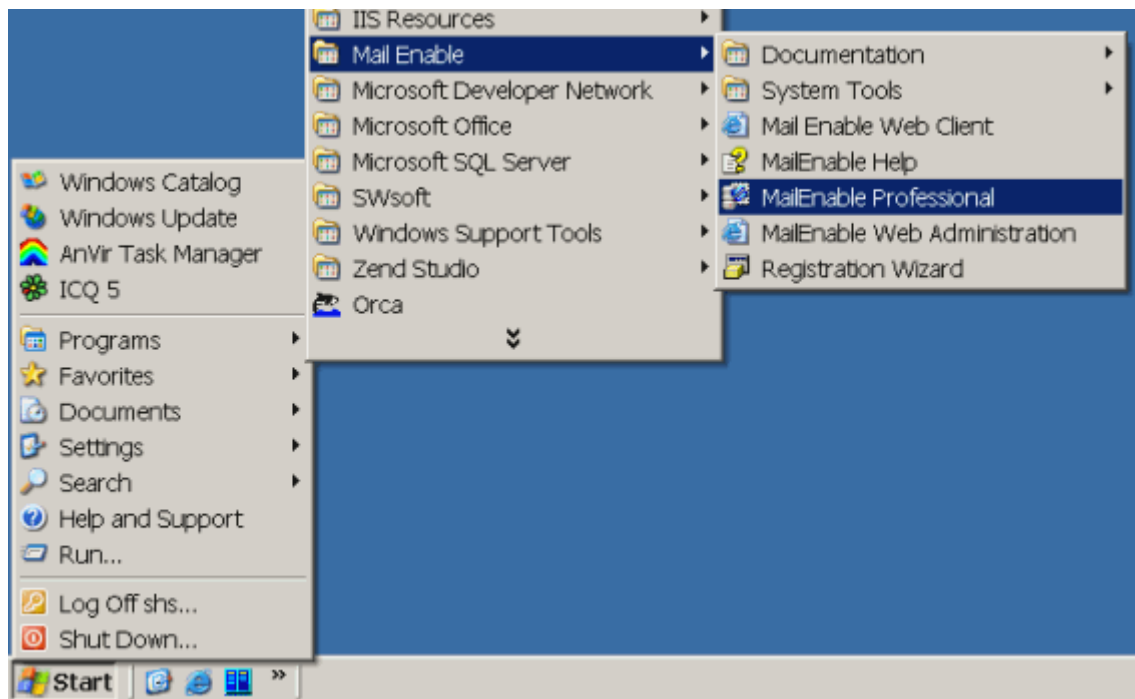 IIS Resources
Mail Enable
Microsoft Developer Network
Microsoft Office
Microsoft SQL Server
SWsoft
Windows Support Tools
Zend Studio
Orca
Documentation
System Tools
Mail Enable Web Client
MailEnable Help
MailEnable Professional
MailEnable Web Administration
Registration Wizard
Windows Catalog
Windows Update
AnVir Task Manager
ICQ 5
Programs
Favorites
Documents
Settings
Search
Help and Support
Run...
Log Off shs...
Shut Down...
Start